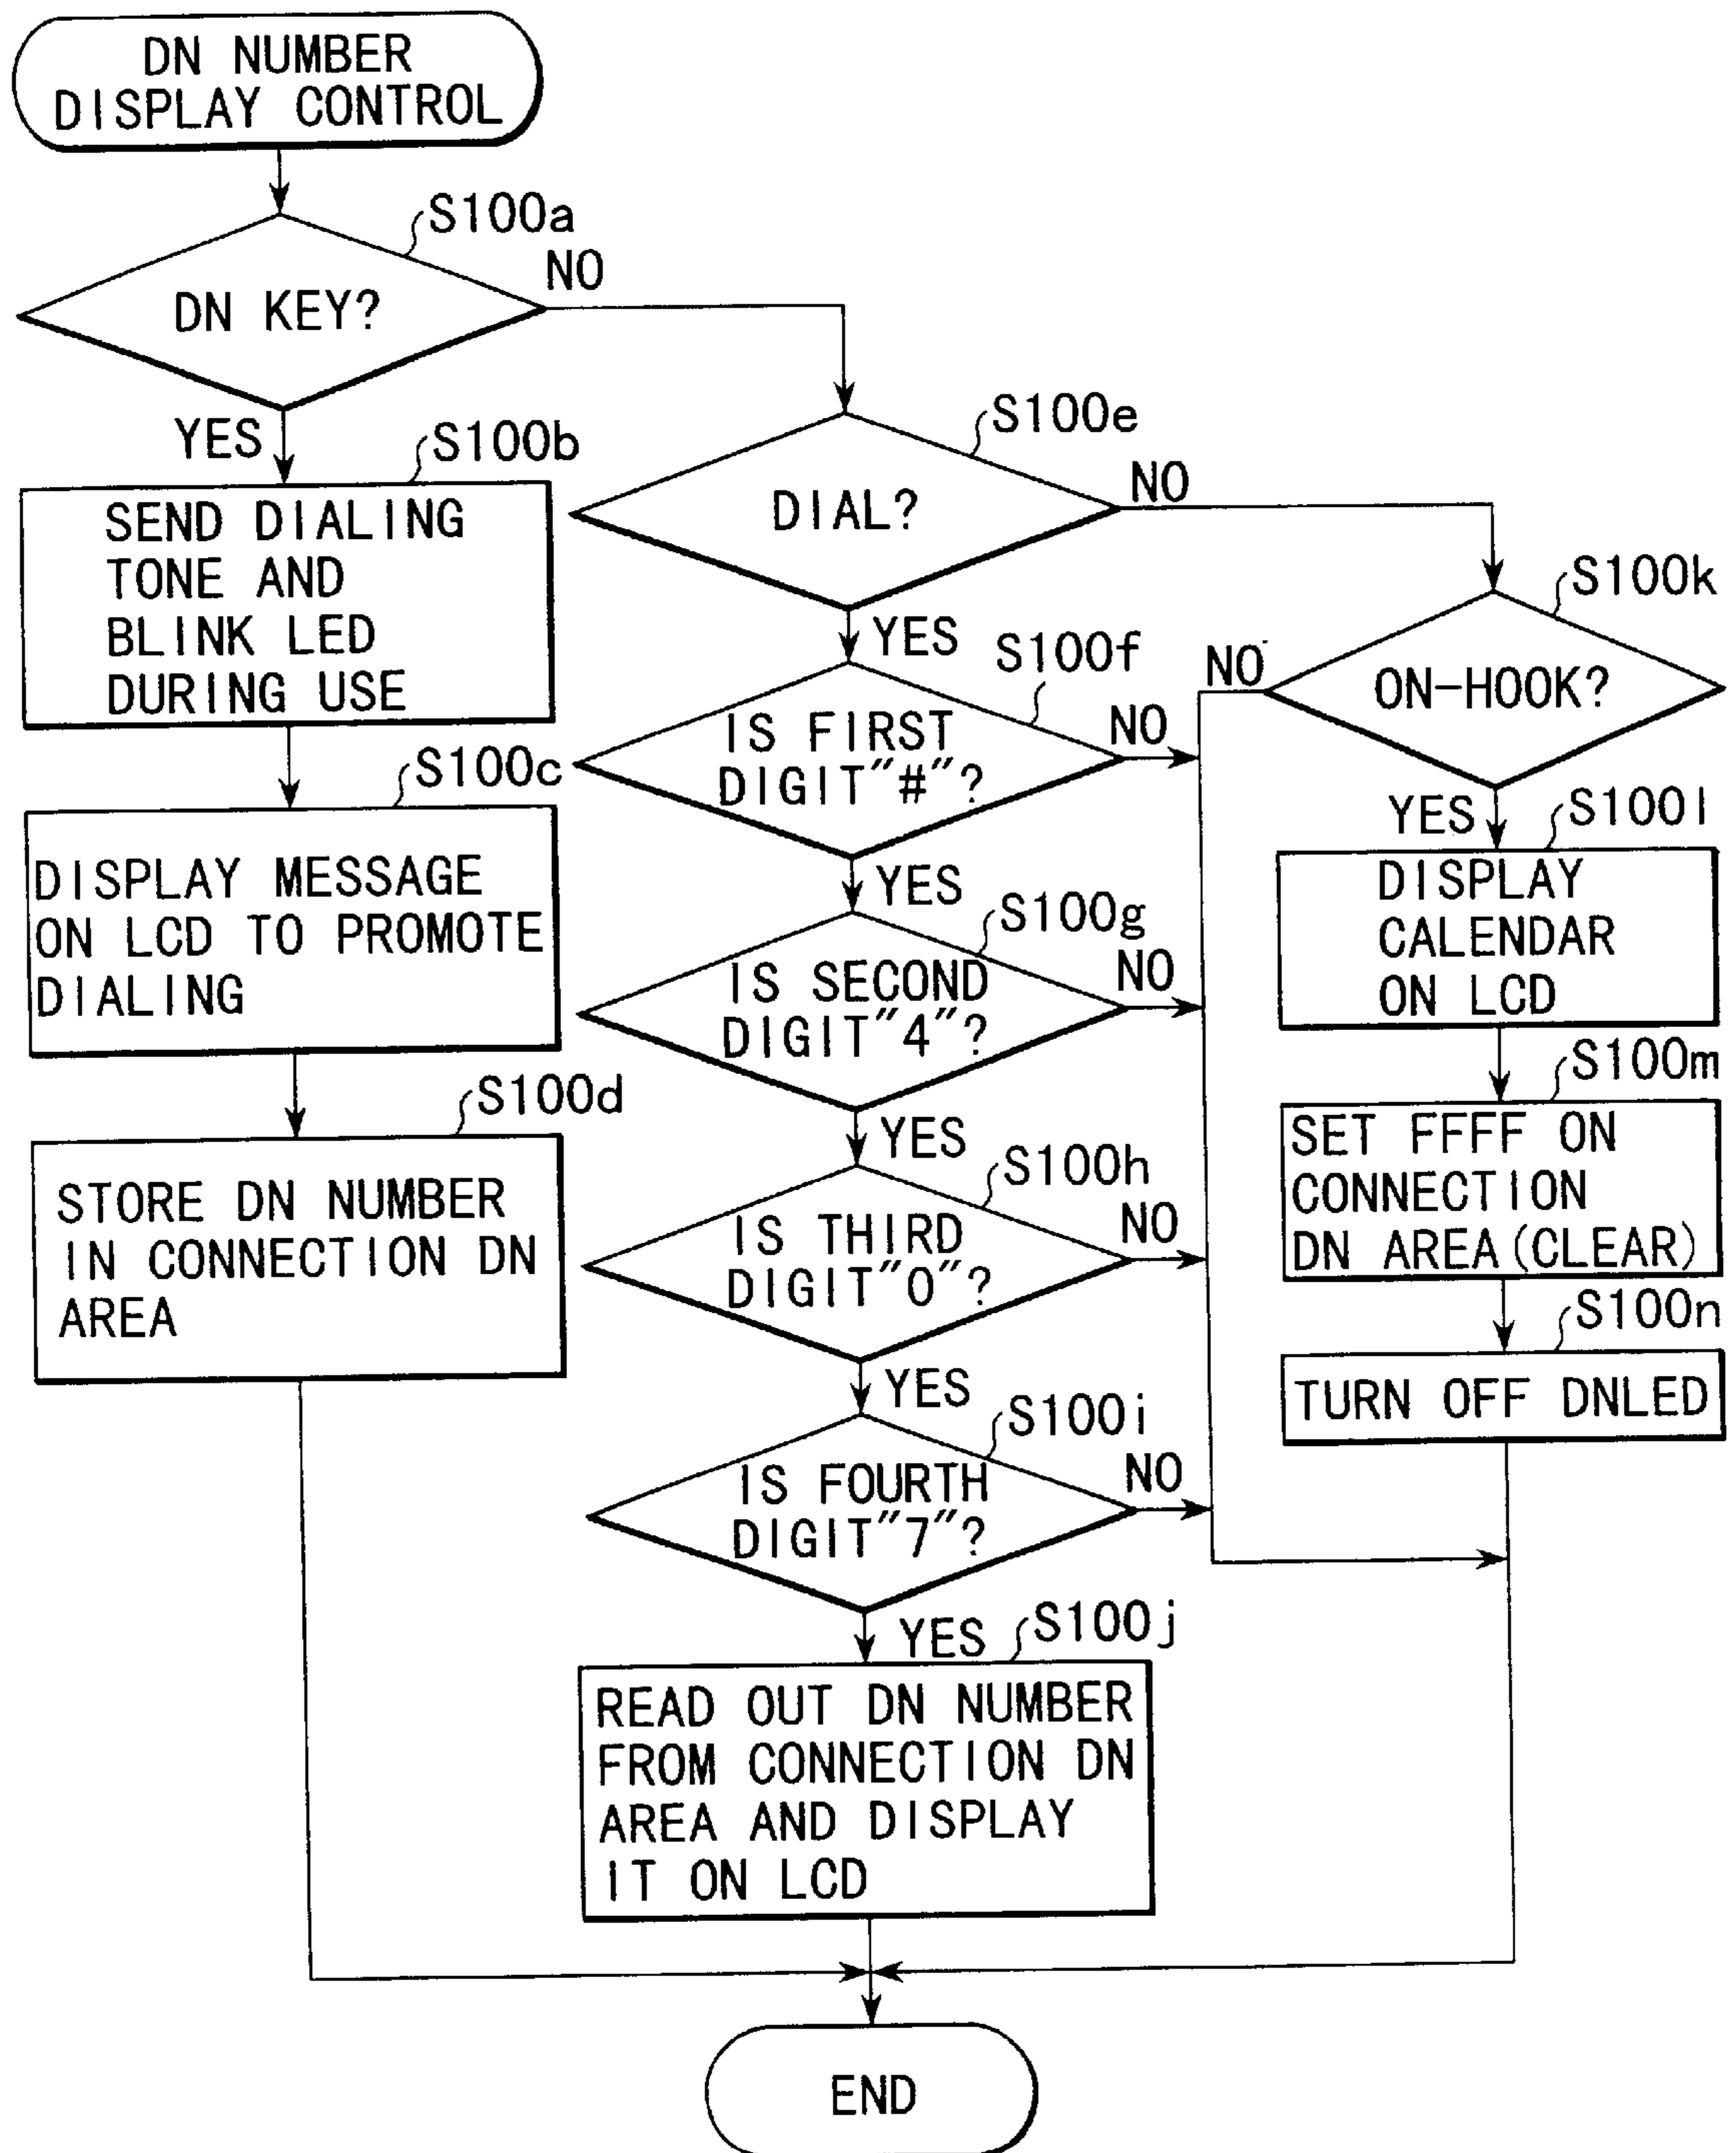 DN NUMBER
DISPLAY CONTROL
S100a
DN KEY?
NO
YES
S100b
SEND DIALING
TONE AND
BLINK LED
DURING USE
S100c
DISPLAY MESSAGE
ON LCD TO PROMOTE
DIALING
S100d
STORE DN NUMBER
IN CONNECTION DN
AREA
S100e
DIAL?
NO
YES
S100f
IS FIRST
DIGIT"#"?
NO
YES
S100g
IS SECOND
DIGIT"4"?
NO
YES
S100h
IS THIRD
DIGIT"0"?
NO
YES
S100i
IS FOURTH
DIGIT"7"?
NO
YES
S100j
READ OUT DN NUMBER
FROM CONNECTION DN
AREA AND DISPLAY
IT ON LCD
S100k
ON-HOOK?
NO
YES
S100l
DISPLAY
CALENDAR
ON LCD
S100m
SET FFFF ON
CONNECTION
DN AREA(CLEAR)
S100n
TURN OFF DNLED
END